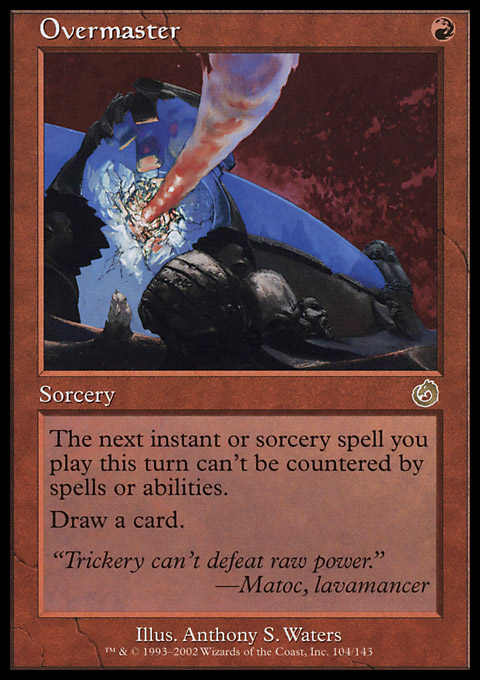 Overmaster
Sorcery
The next instant or sorcery spell you
play this turn can't be countered by
spells or abilities.
Draw a card.
“Trickery can't defeat raw power.”
—Matoc, lavamancer
Illus. Anthony S. Waters
™ & © 1993–2002 Wizards of the Coast, Inc. 104/143